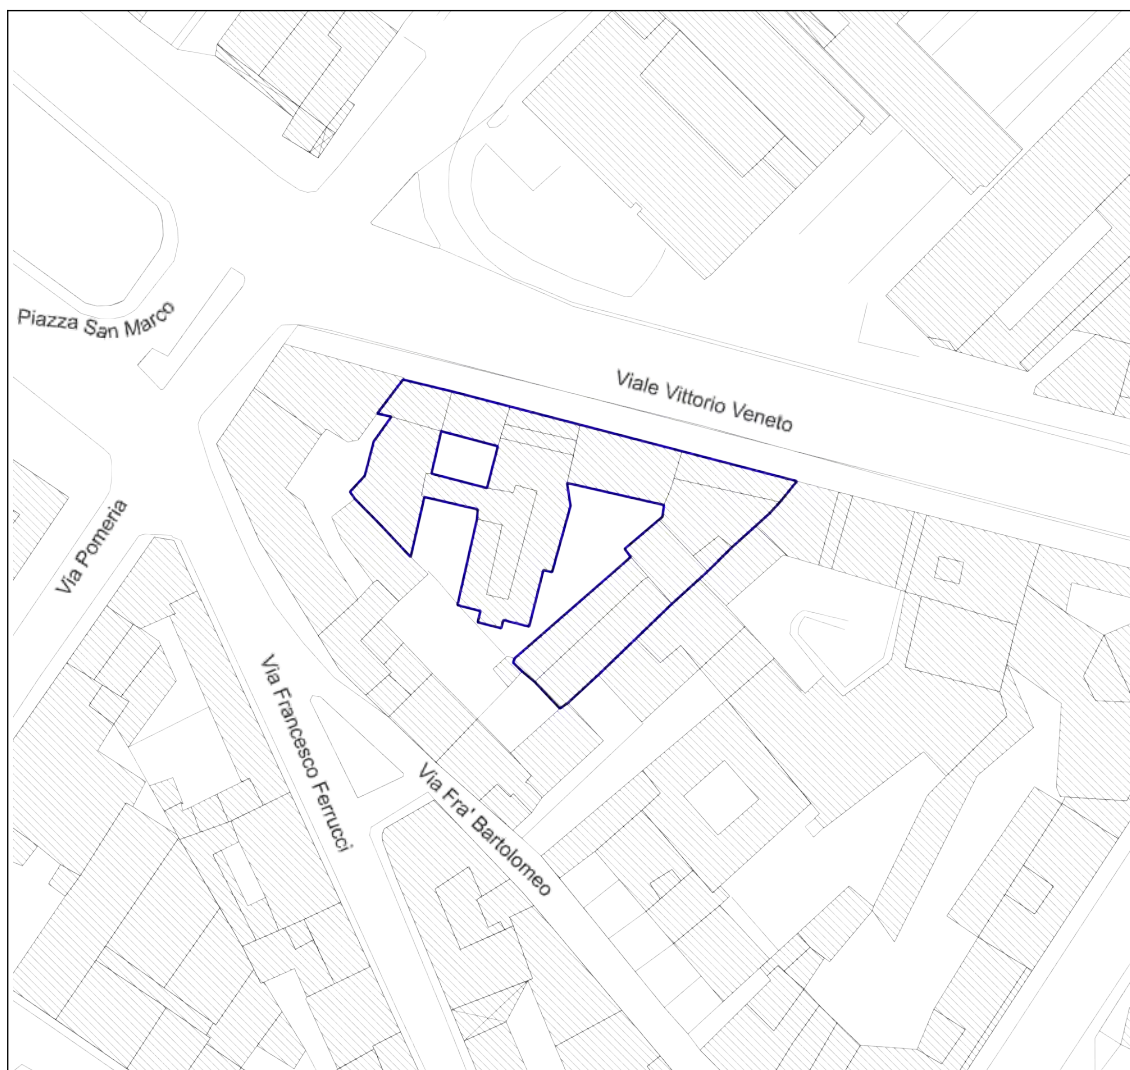 Piazza San Marco
Viale Vittorio Veneto
Via Pomeria
Via Francesco Ferrucci
Via Fra' Bartolomeo